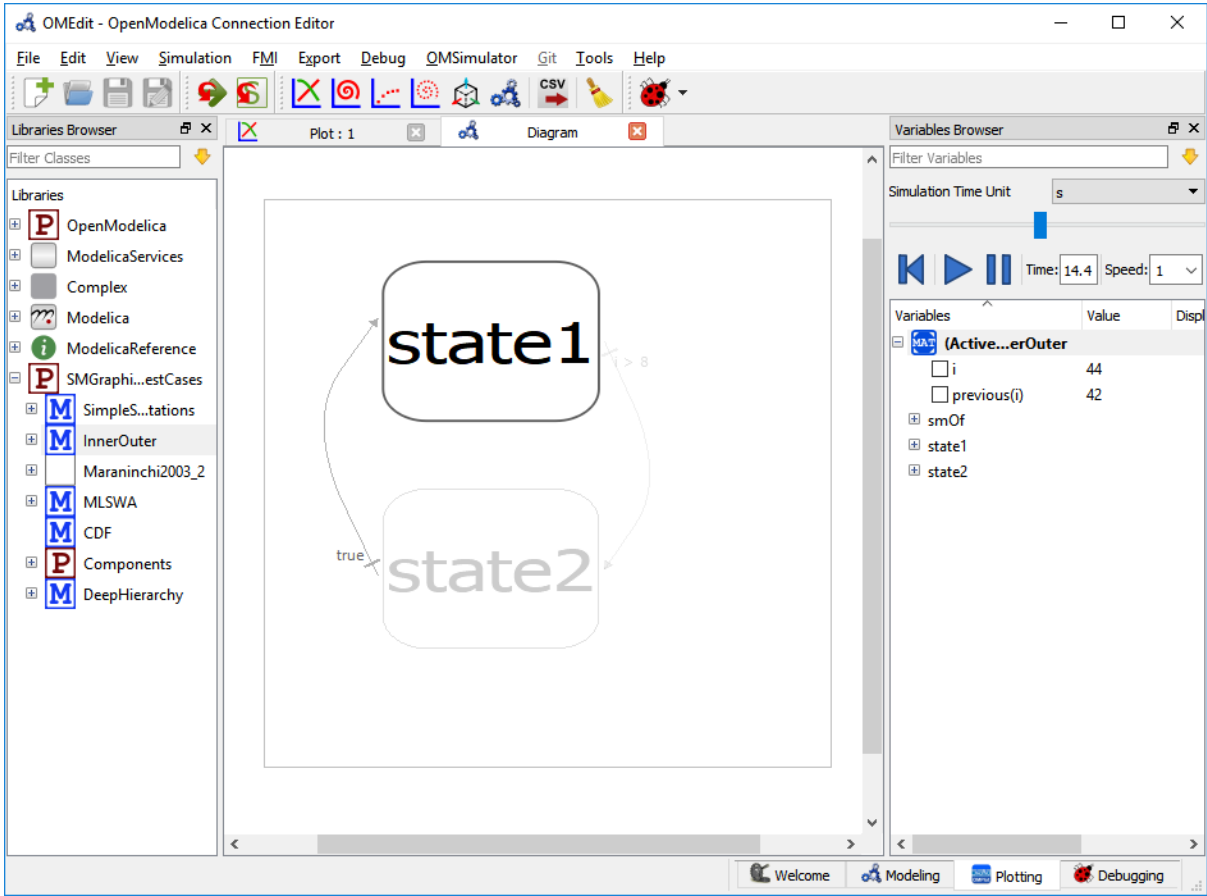 OMEdit - OpenModelica Connection Editor
File Edit View Simulation FMI Export Debug OMSimulator Git Tools Help
CSV
Libraries Browser
Filter Classes
Libraries
P OpenModelica
ModelicaServices
Complex
Modelica
i ModelicaReference
P SMGraphi...estCases
M SimpleS...tations
M InnerOuter
Maraninchi2003_2
M MLSWA
M CDF
P Components
M DeepHierarchy
Plot : 1
Diagram
state1
i > 8
true
state2
Variables Browser
Filter Variables
Simulation Time Unit s
Time: 14.4 Speed: 1
Variables Value Displ
MAT (Active...erOuter
i 44
previous(i) 42
smOf
state1
state2
Welcome Modeling Plotting Debugging